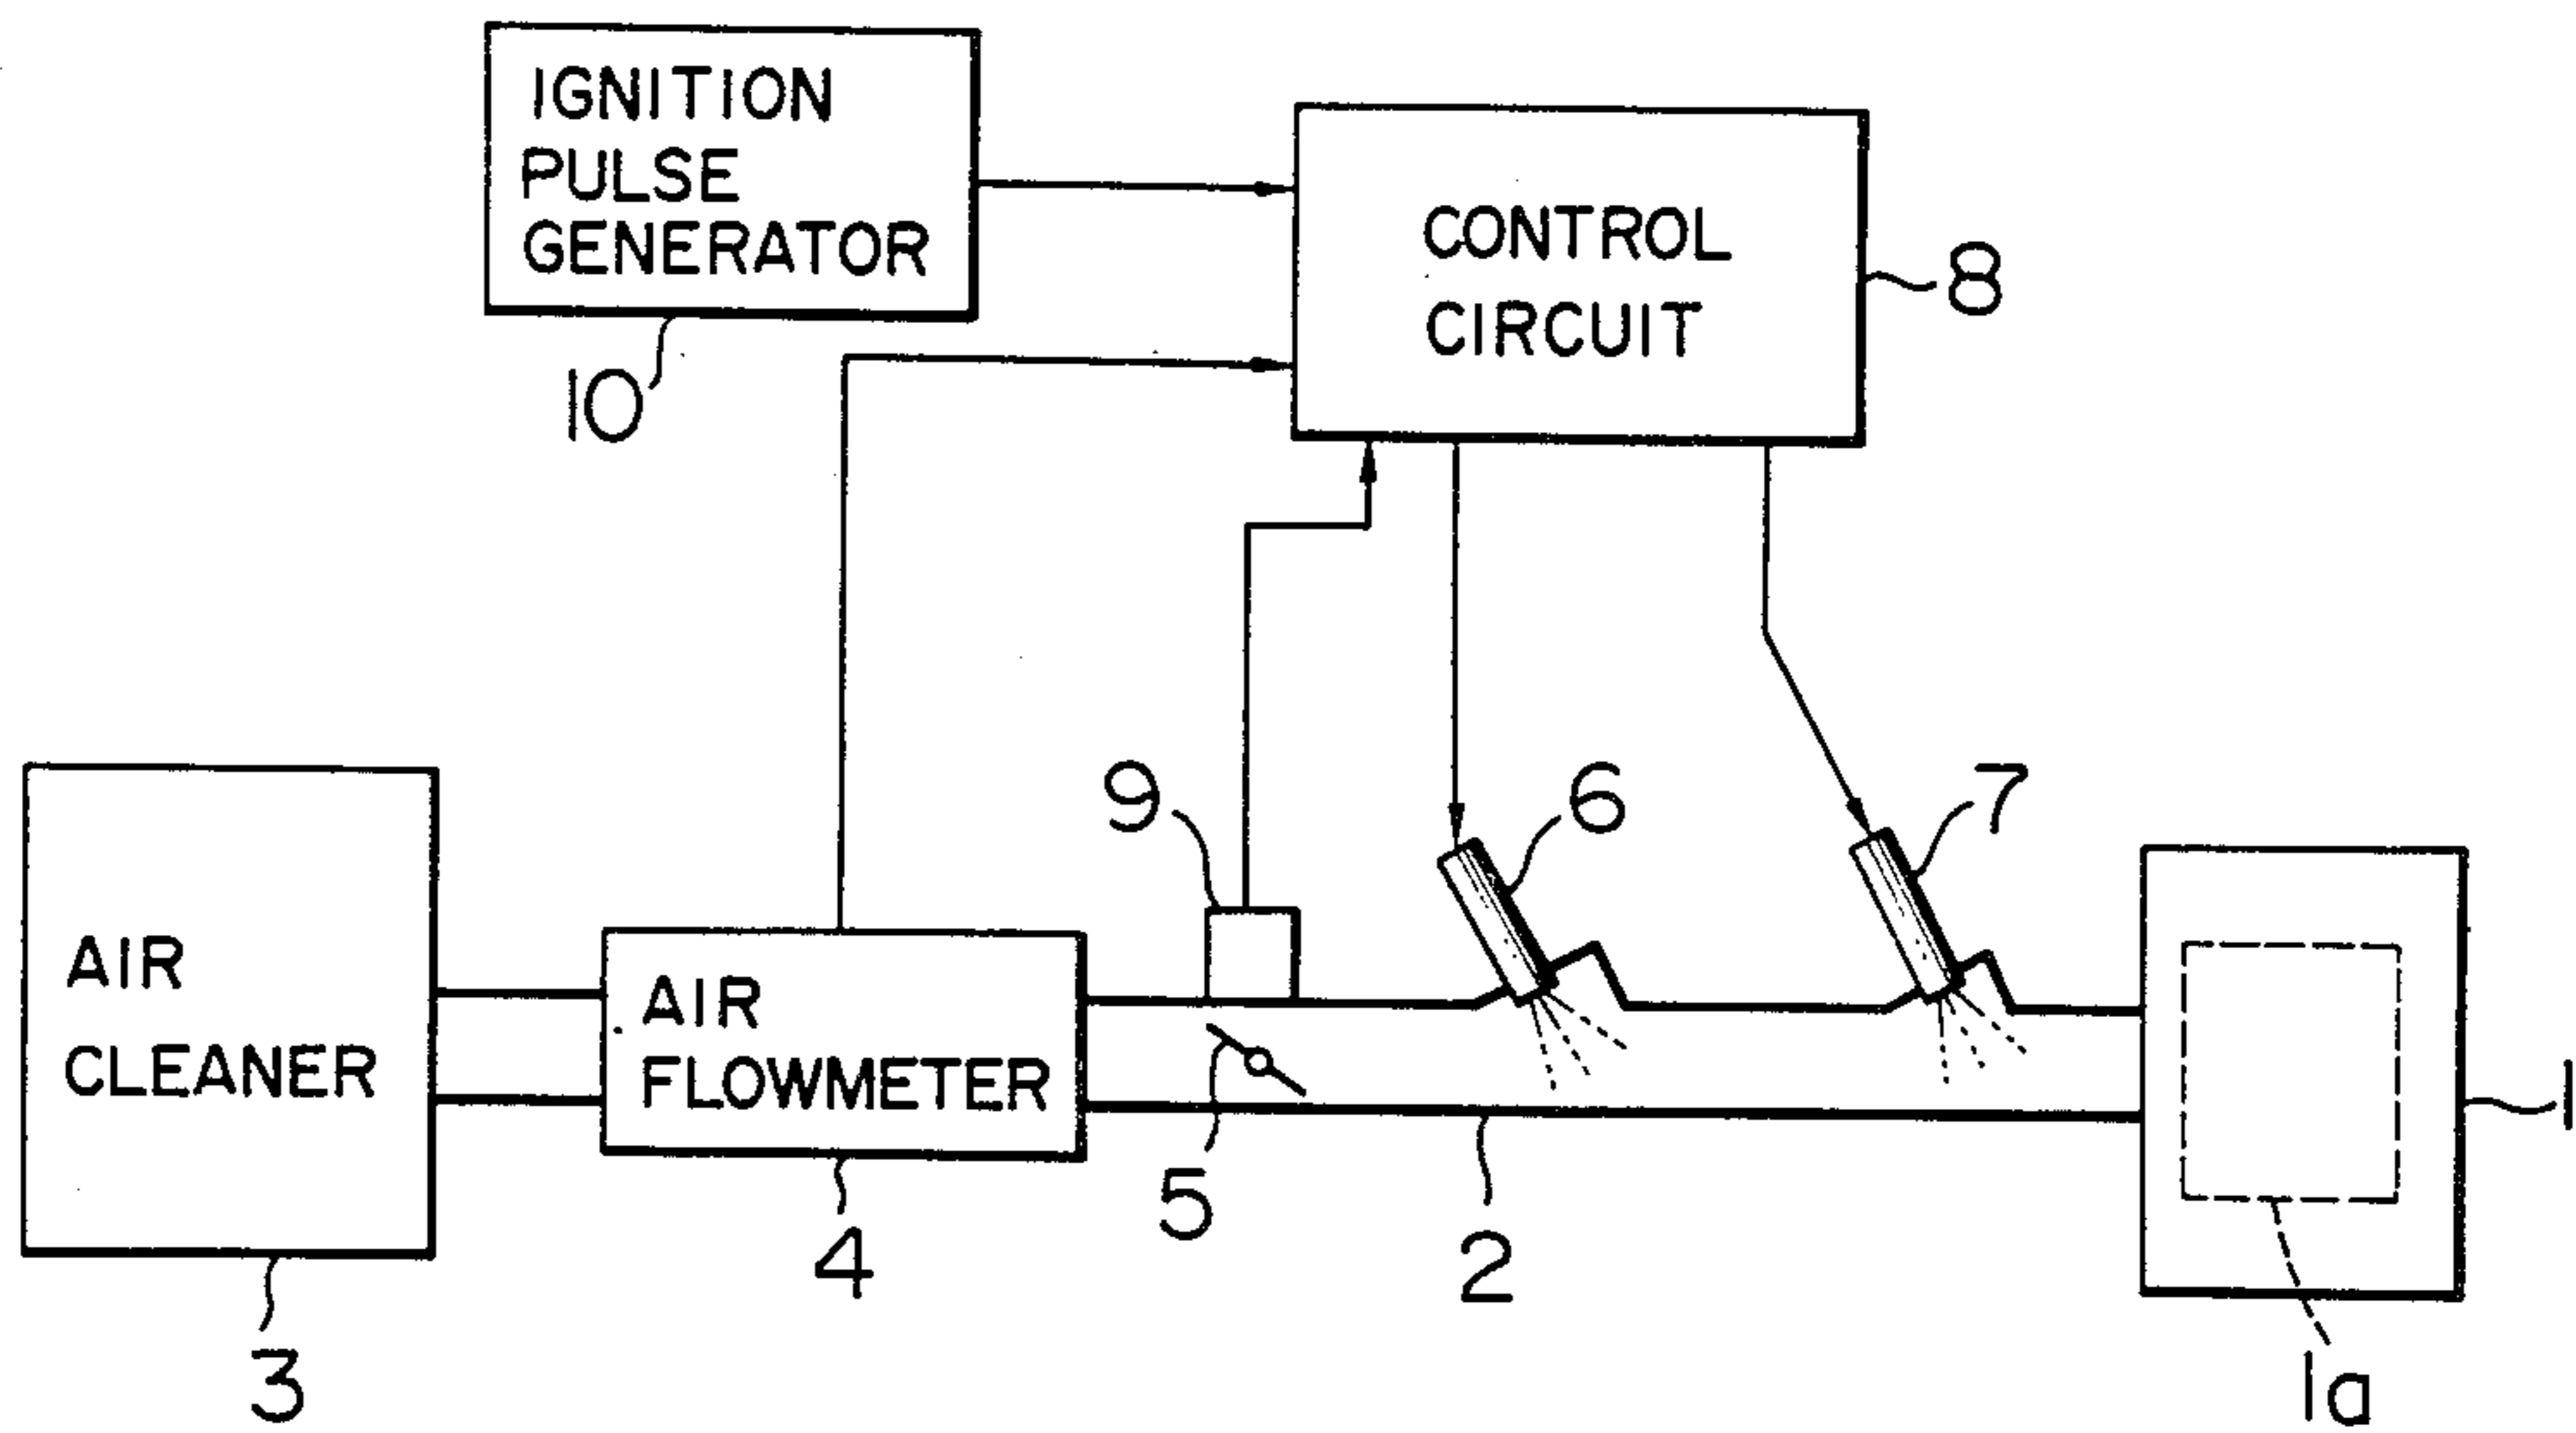 IGNITION
PULSE
GENERATOR
10
CONTROL
CIRCUIT
8
9
6
7
AIR
CLEANER
3
AIR
FLOWMETER
4
5
2
1
1a